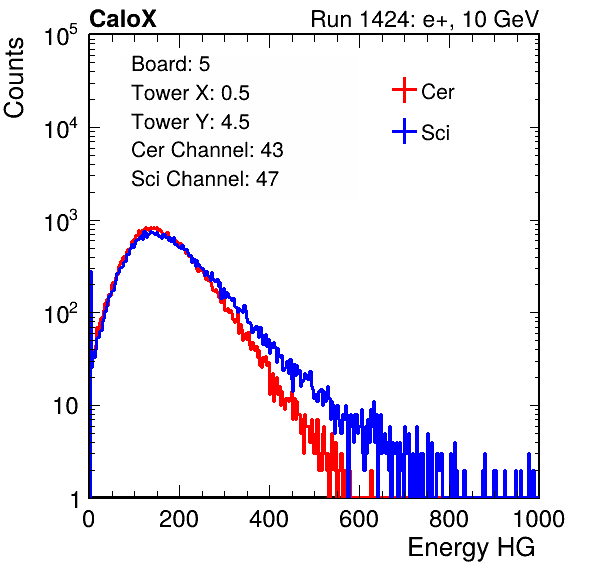 CaloX Run 1424: e+, 10 GeV
Counts
10^5
10^4
10^3
10^2
10
1
Board: 5
Tower X: 0.5
Tower Y: 4.5
Cer Channel: 43
Sci Channel: 47
Cer
Sci
0 200 400 600 800 1000
Energy HG